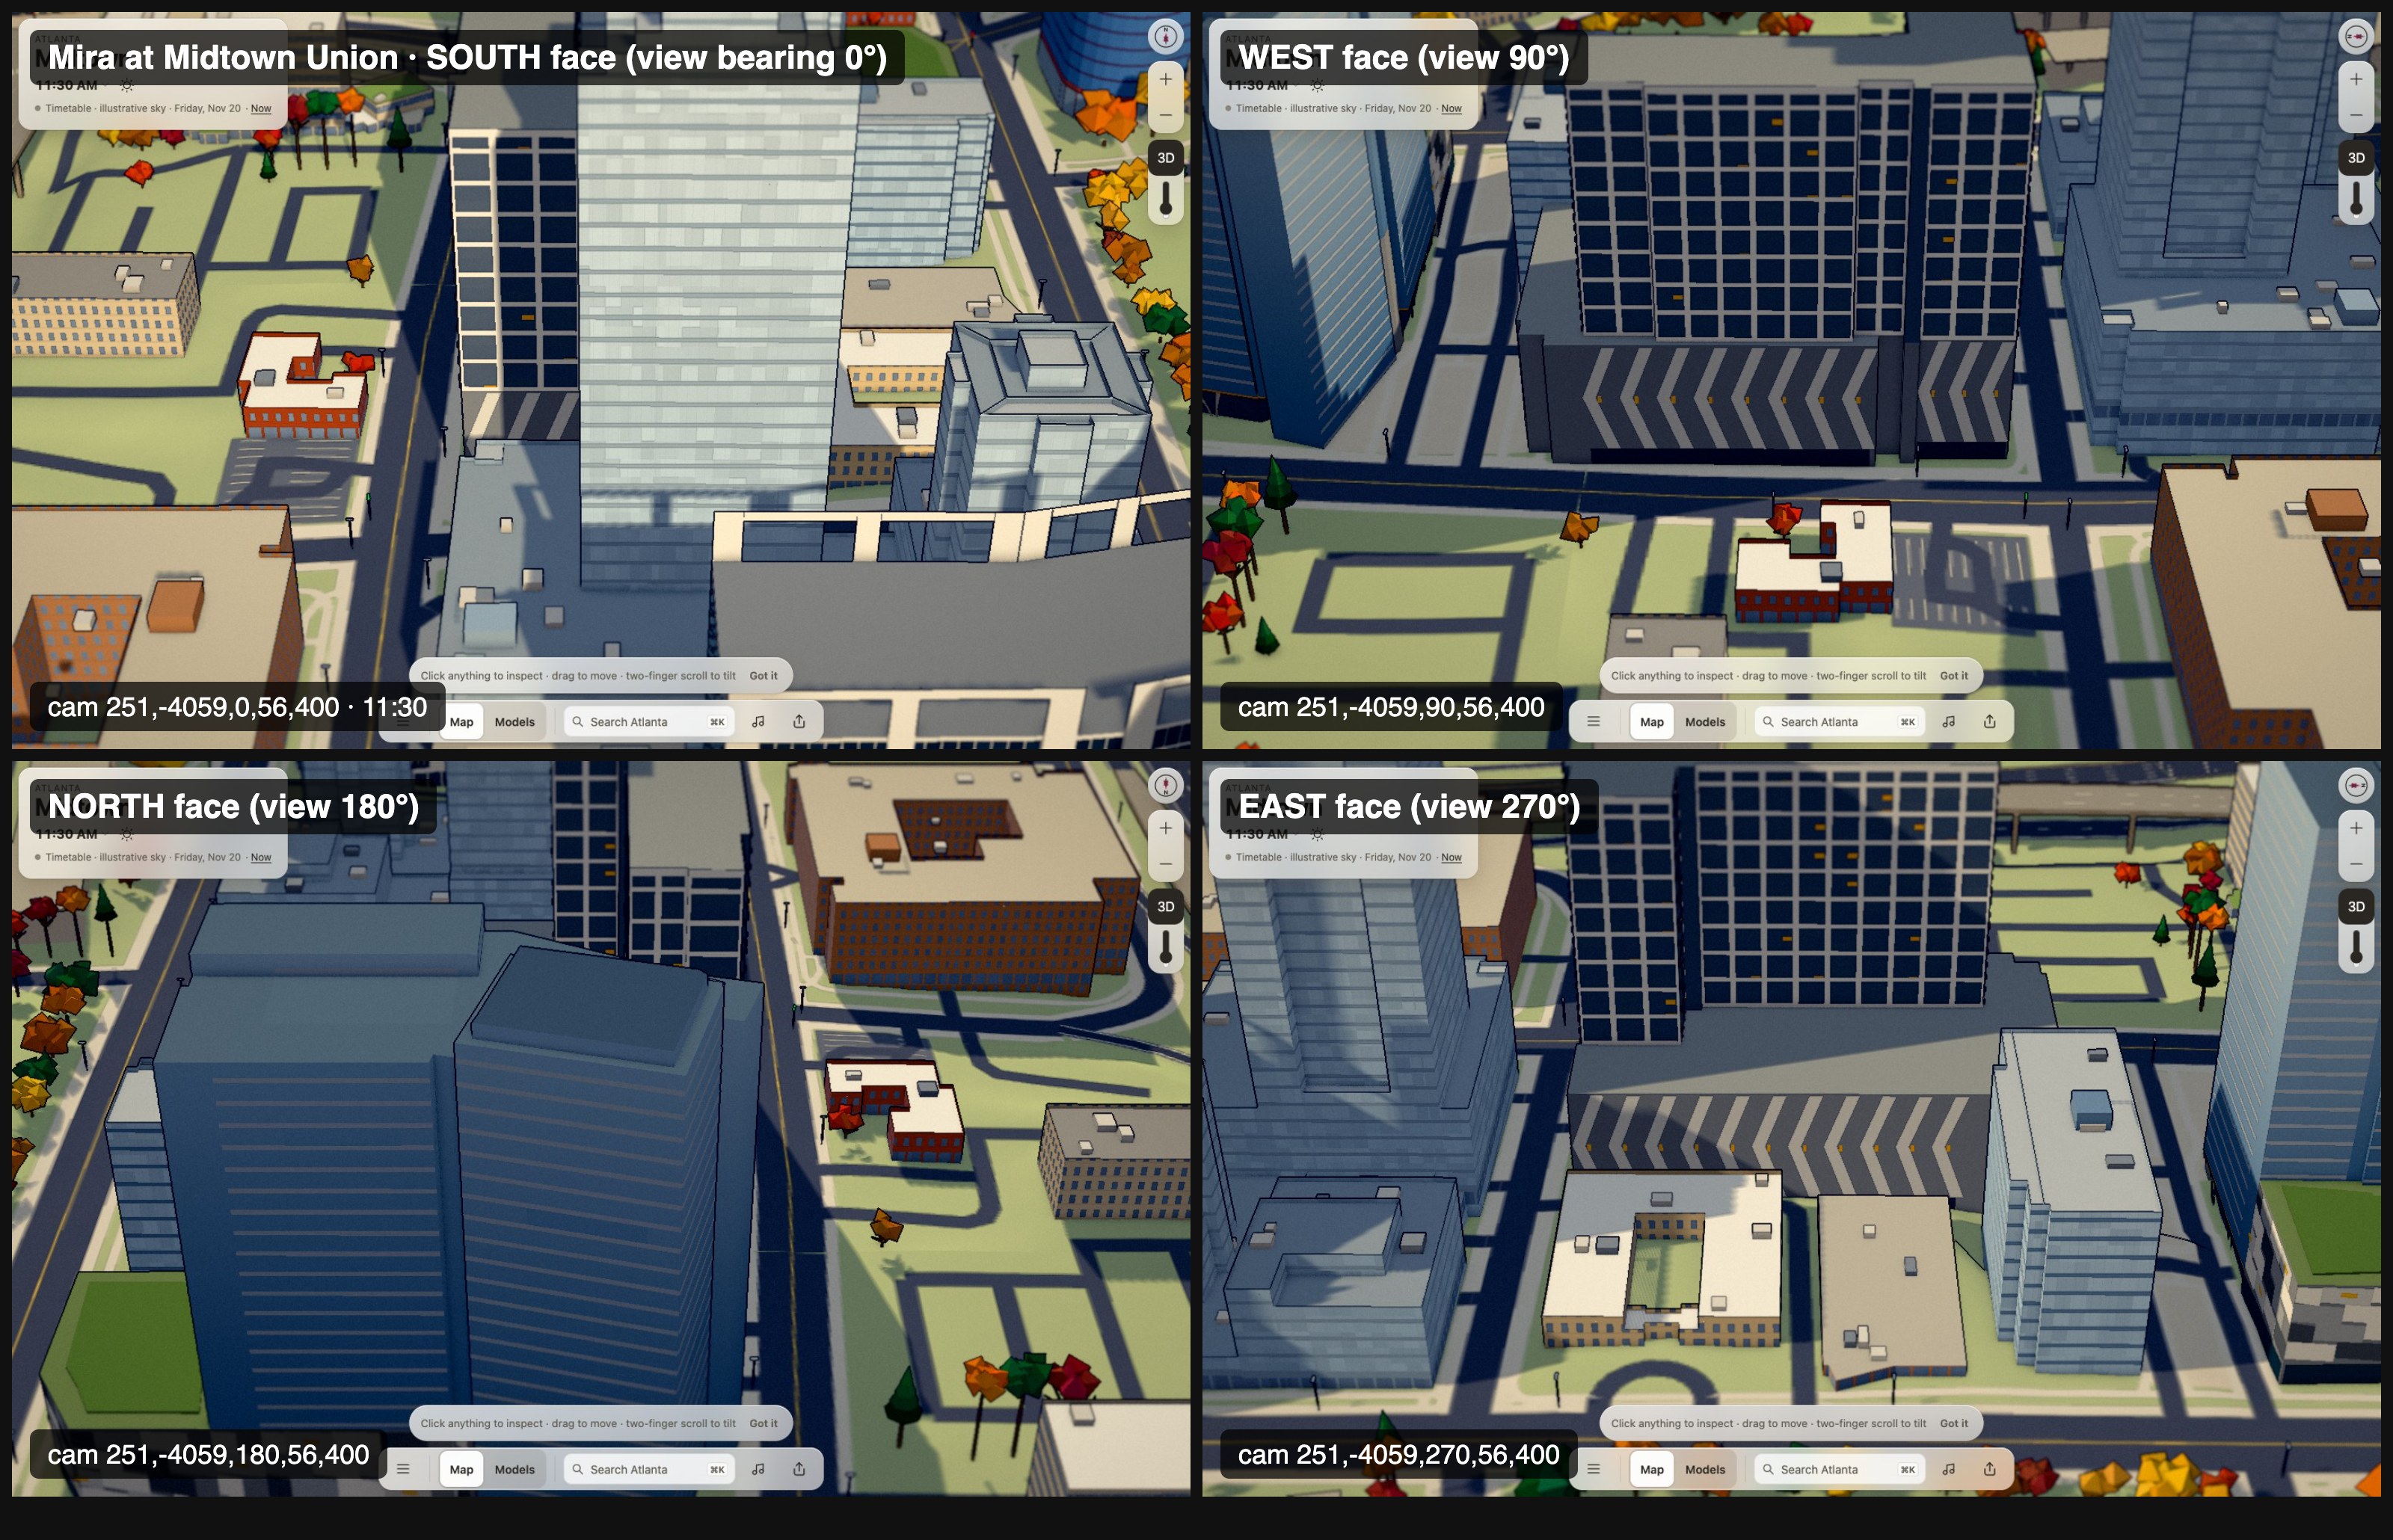 ATLANTA
Mira at Midtown Union · SOUTH face (view bearing 0°)
11:30 AM
Timetable · illustrative sky · Friday, Nov 20 · Now
N
+
−
3D
Click anything to inspect · drag to move · two-finger scroll to tilt Got it
cam 251,-4059,0,56,400 · 11:30
Map Models Search Atlanta ⌘K
ATLANTA
WEST face (view 90°)
11:30 AM
Timetable · illustrative sky · Friday, Nov 20 · Now
N
+
−
3D
Click anything to inspect · drag to move · two-finger scroll to tilt Got it
cam 251,-4059,90,56,400
Map Models Search Atlanta ⌘K
ATLANTA
NORTH face (view 180°)
11:30 AM
Timetable · illustrative sky · Friday, Nov 20 · Now
N
+
−
3D
Click anything to inspect · drag to move · two-finger scroll to tilt Got it
cam 251,-4059,180,56,400
Map Models Search Atlanta ⌘K
ATLANTA
EAST face (view 270°)
11:30 AM
Timetable · illustrative sky · Friday, Nov 20 · Now
N
+
−
3D
Click anything to inspect · drag to move · two-finger scroll to tilt Got it
cam 251,-4059,270,56,400
Map Models Search Atlanta ⌘K